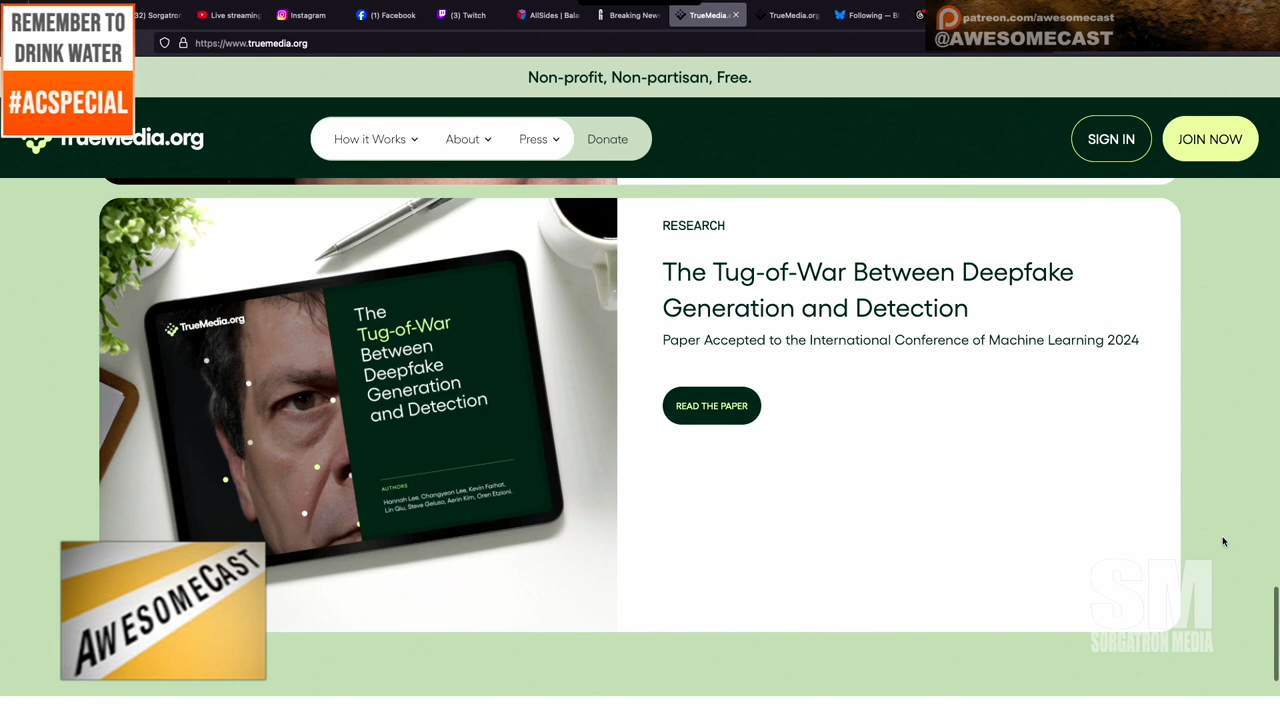 REMEMBER TO
DRINK WATER
#ACSPECIAL
32) Sorgatron
Live streaming
Instagram
(1) Facebook
(3) Twitch
AllSides | Bala
Breaking New
TrueMedia.
TrueMedia.org
Following — Bl
https://www.truemedia.org
patreon.com/awesomecast
@AWESOMECAST
Non-profit, Non-partisan, Free.
TrueMedia.org
How it Works
About
Press
Donate
SIGN IN
JOIN NOW
RESEARCH
The Tug-of-War Between Deepfake
Generation and Detection
Paper Accepted to the International Conference of Machine Learning 2024
READ THE PAPER
TrueMedia.org
The
Tug-of-War
Between
Deepfake
Generation
and Detection
AUTHORS
Hannah Lee, Changyeon Lee, Kevin Farhat,
Lin Qiu, Steve Geluso, Aerin Kim, Oren Etzioni.
AWESOMECAST
SM
SORGATRON MEDIA